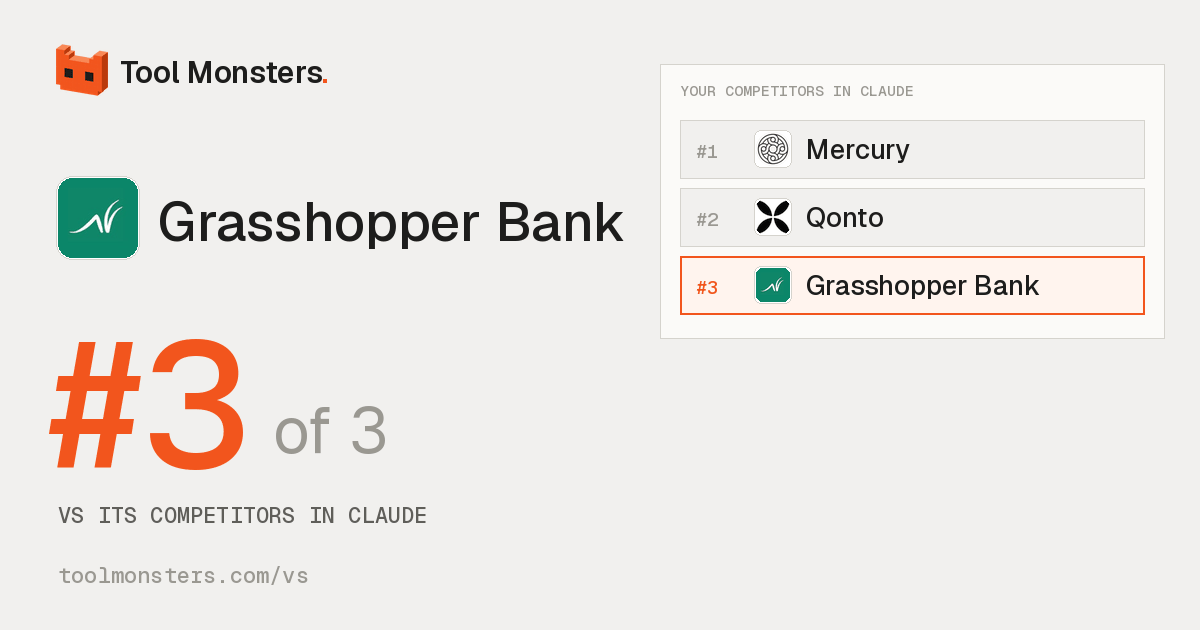 Tool Monsters.
Grasshopper Bank
#3 of 3
VS ITS COMPETITORS IN CLAUDE
toolmonsters.com/vs
YOUR COMPETITORS IN CLAUDE
#1 Mercury
#2 Qonto
#3 Grasshopper Bank